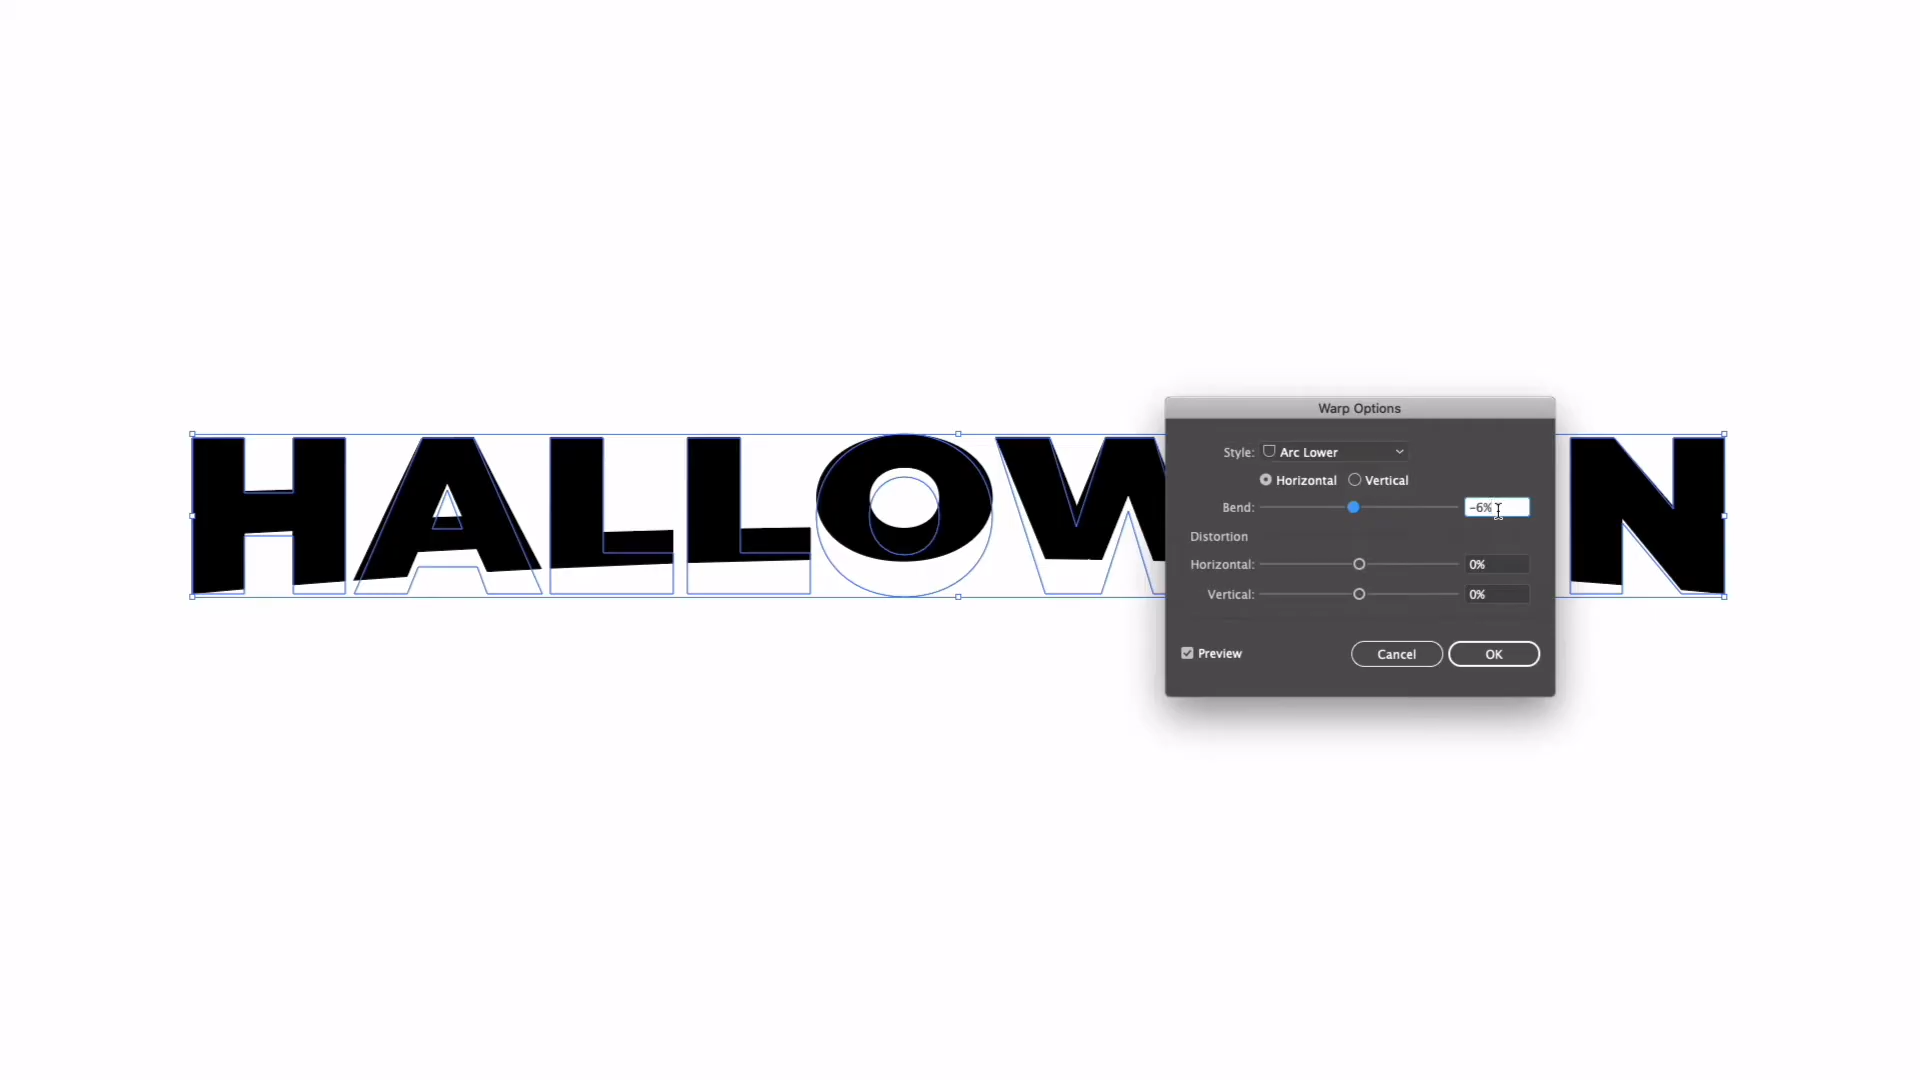 HALLOW N
Warp Options
Style: Arc Lower
Horizontal Vertical
Bend: -6%
Distortion
Horizontal: 0%
Vertical: 0%
Preview Cancel OK